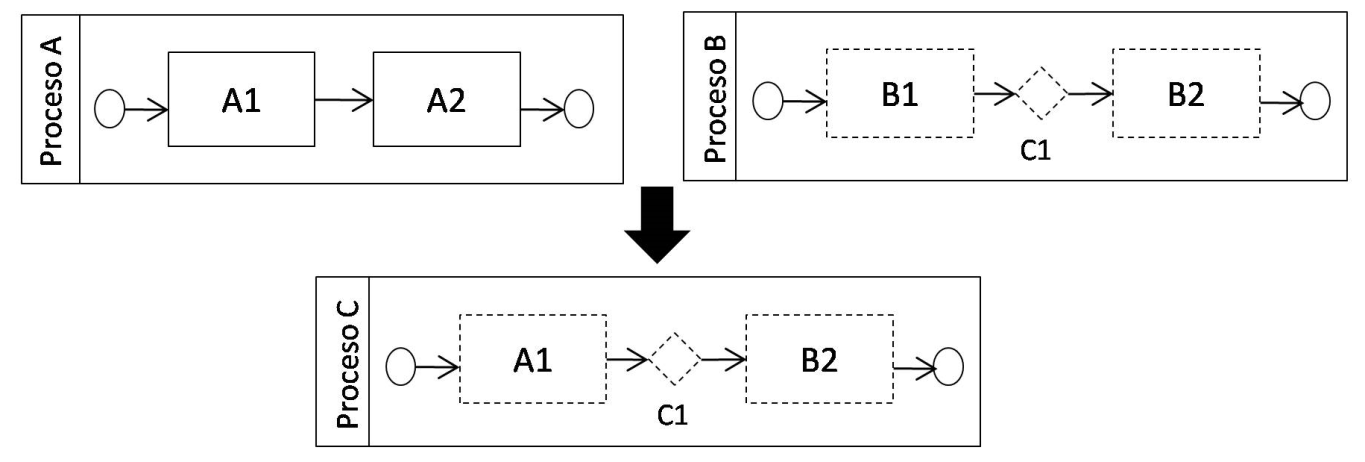 Proceso A
A1
A2
Proceso B
B1
C1
B2
Proceso C
A1
C1
B2